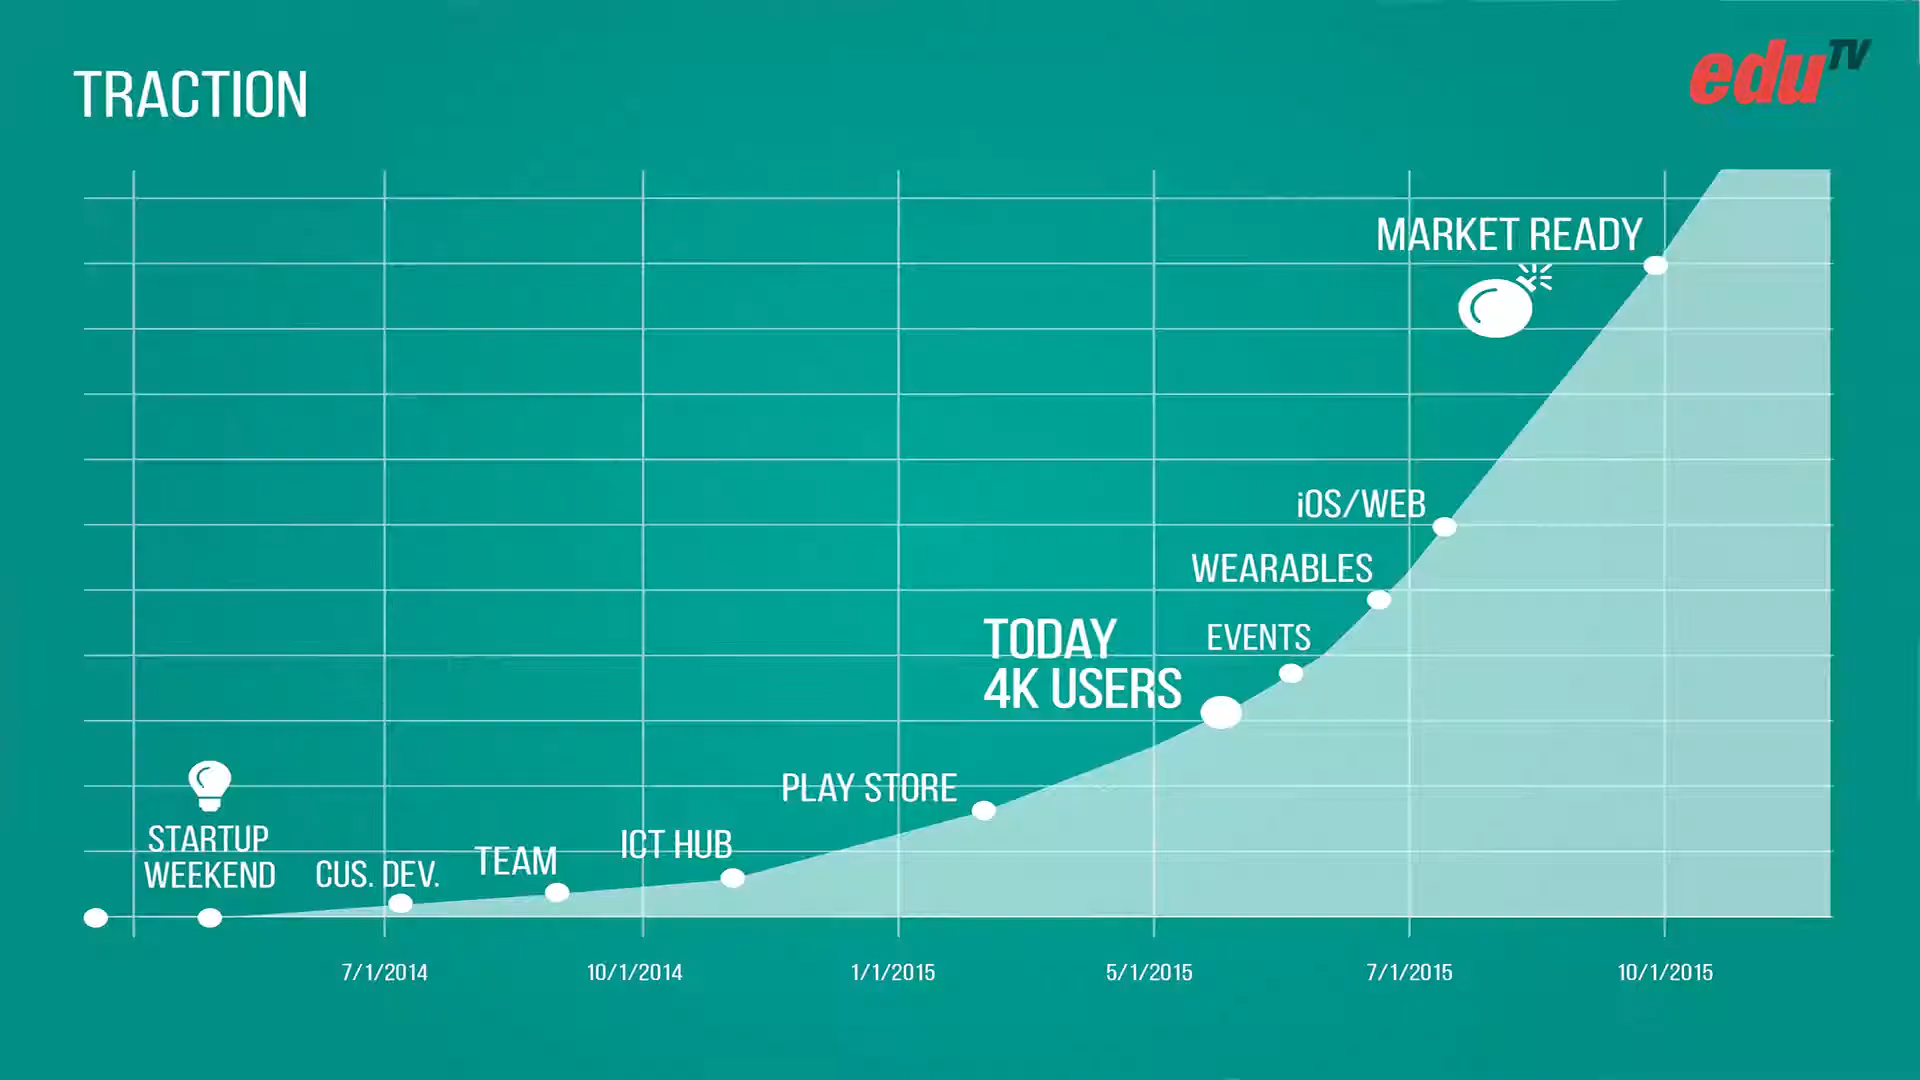 TRACTION
eduTV
MARKET READY
iOS/WEB
WEARABLES
EVENTS
TODAY
4K USERS
PLAY STORE
ICT HUB
TEAM
CUS. DEV.
STARTUP
WEEKEND
7/1/2014
10/1/2014
1/1/2015
5/1/2015
7/1/2015
10/1/2015